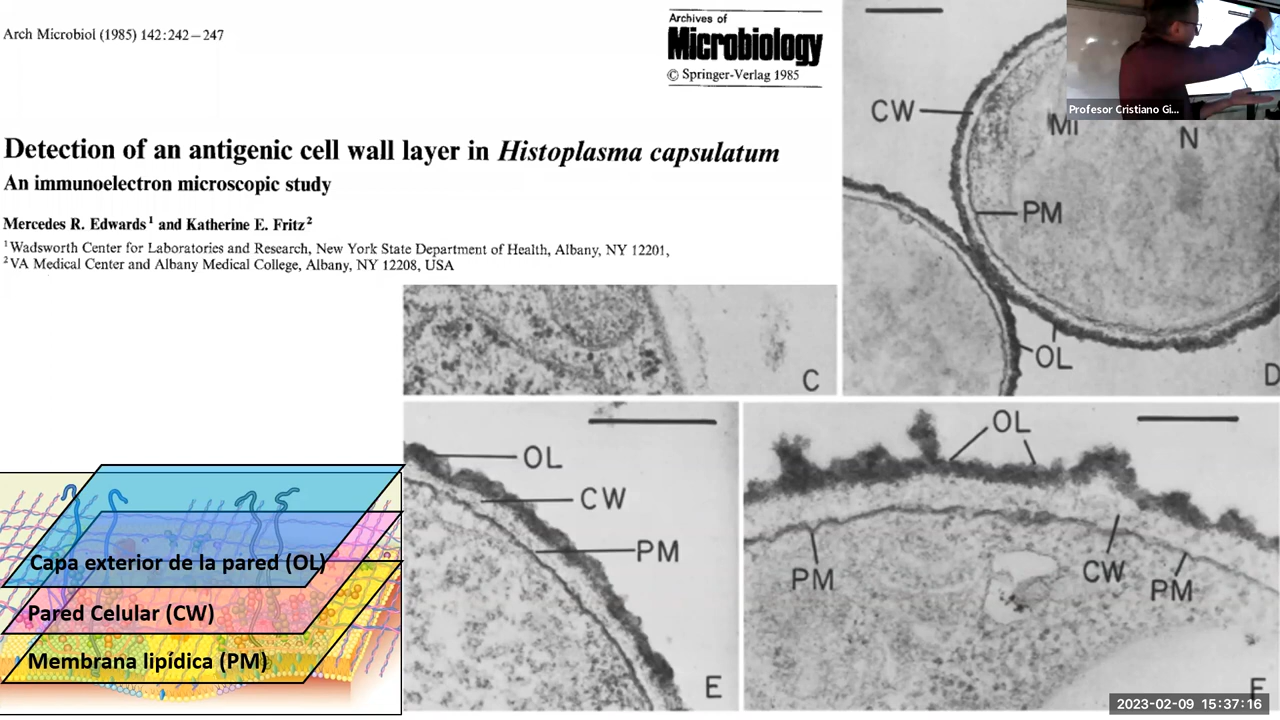 Arch Microbiol (1985) 142:242–247
Archives of
Microbiology
© Springer-Verlag 1985
Detection of an antigenic cell wall layer in Histoplasma capsulatum
An immunoelectron microscopic study
Mercedes R. Edwards¹ and Katherine E. Fritz²
¹ Wadsworth Center for Laboratories and Research, New York State Department of Health, Albany, NY 12201,
² VA Medical Center and Albany Medical College, Albany, NY 12208, USA
Profesor Cristiano Gi...
CW
Mi
N
PM
OL
D
C
OL
CW
PM
E
OL
PM
CW
PM
F
Capa exterior de la pared (OL)
Pared Celular (CW)
Membrana lipídica (PM)
2023-02-09 15:37:16